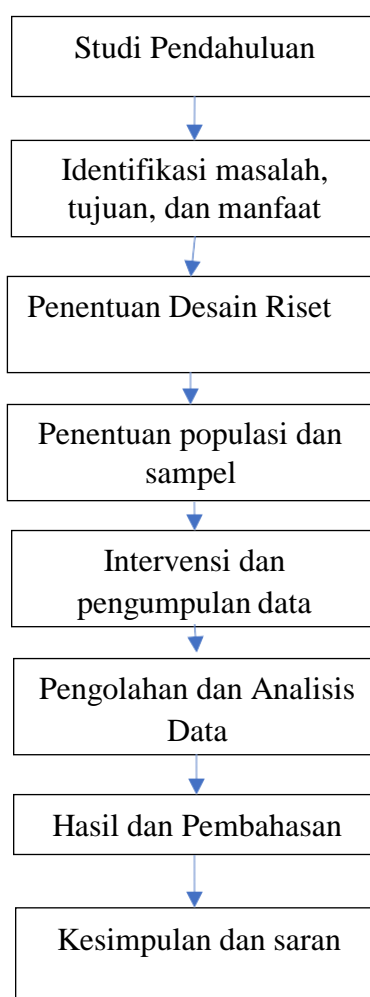 Studi Pendahuluan
Identifikasi masalah,
tujuan, dan manfaat
Penentuan Desain Riset
Penentuan populasi dan
sampel
Intervensi dan
pengumpulan data
Pengolahan dan Analisis
Data
Hasil dan Pembahasan
Kesimpulan dan saran